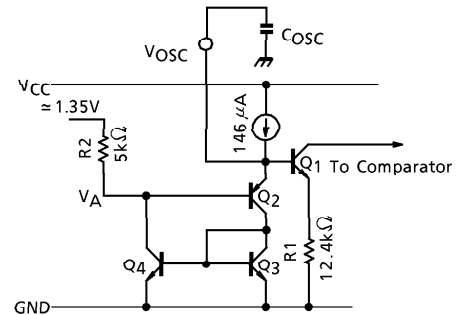 COSC
VOSC
VCC
≃1.35V
146 μA
R2
5kΩ
Q1 To Comparator
VA
Q2
R1
12.4kΩ
Q4
Q3
GND